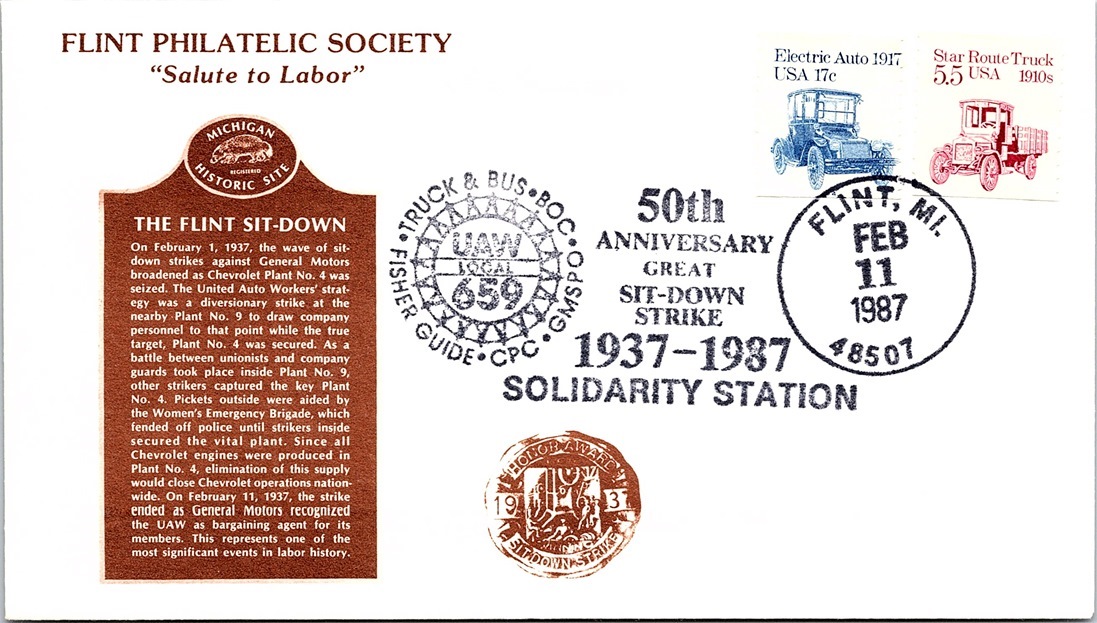 FLINT PHILATELIC SOCIETY
“Salute to Labor”
MICHIGAN
REGISTERED
HISTORIC SITE
THE FLINT SIT-DOWN
On February 1, 1937, the wave of sit-
down strikes against General Motors
broadened as Chevrolet Plant No. 4 was
seized. The United Auto Workers' strat-
egy was a diversionary strike at the
nearby Plant No. 9 to draw company
personnel to that point while the true
target, Plant No. 4 was secured. As a
battle between unionists and company
guards took place inside Plant No. 9,
other strikers captured the key Plant
No. 4. Pickets outside were aided by
the Women's Emergency Brigade, which
fended off police until strikers inside
secured the vital plant. Since all
Chevrolet engines were produced in
Plant No. 4, elimination of this supply
would close Chevrolet operations nation-
wide. On February 11, 1937, the strike
ended as General Motors recognized
the UAW as bargaining agent for its
members. This represents one of the
most significant events in labor history.
Electric Auto 1917
USA 17c
Star Route Truck
5.5 USA 1910s
FISHER GUIDE • TRUCK & BUS • BOC • GMSPO • CPC •
UAW
LOCAL
659
50th
ANNIVERSARY
GREAT
SIT-DOWN
STRIKE
1937-1987
SOLIDARITY STATION
FLINT, MI.
FEB
11
1987
48507
HONOR AWARD
1937
SIT-DOWN STRIKE